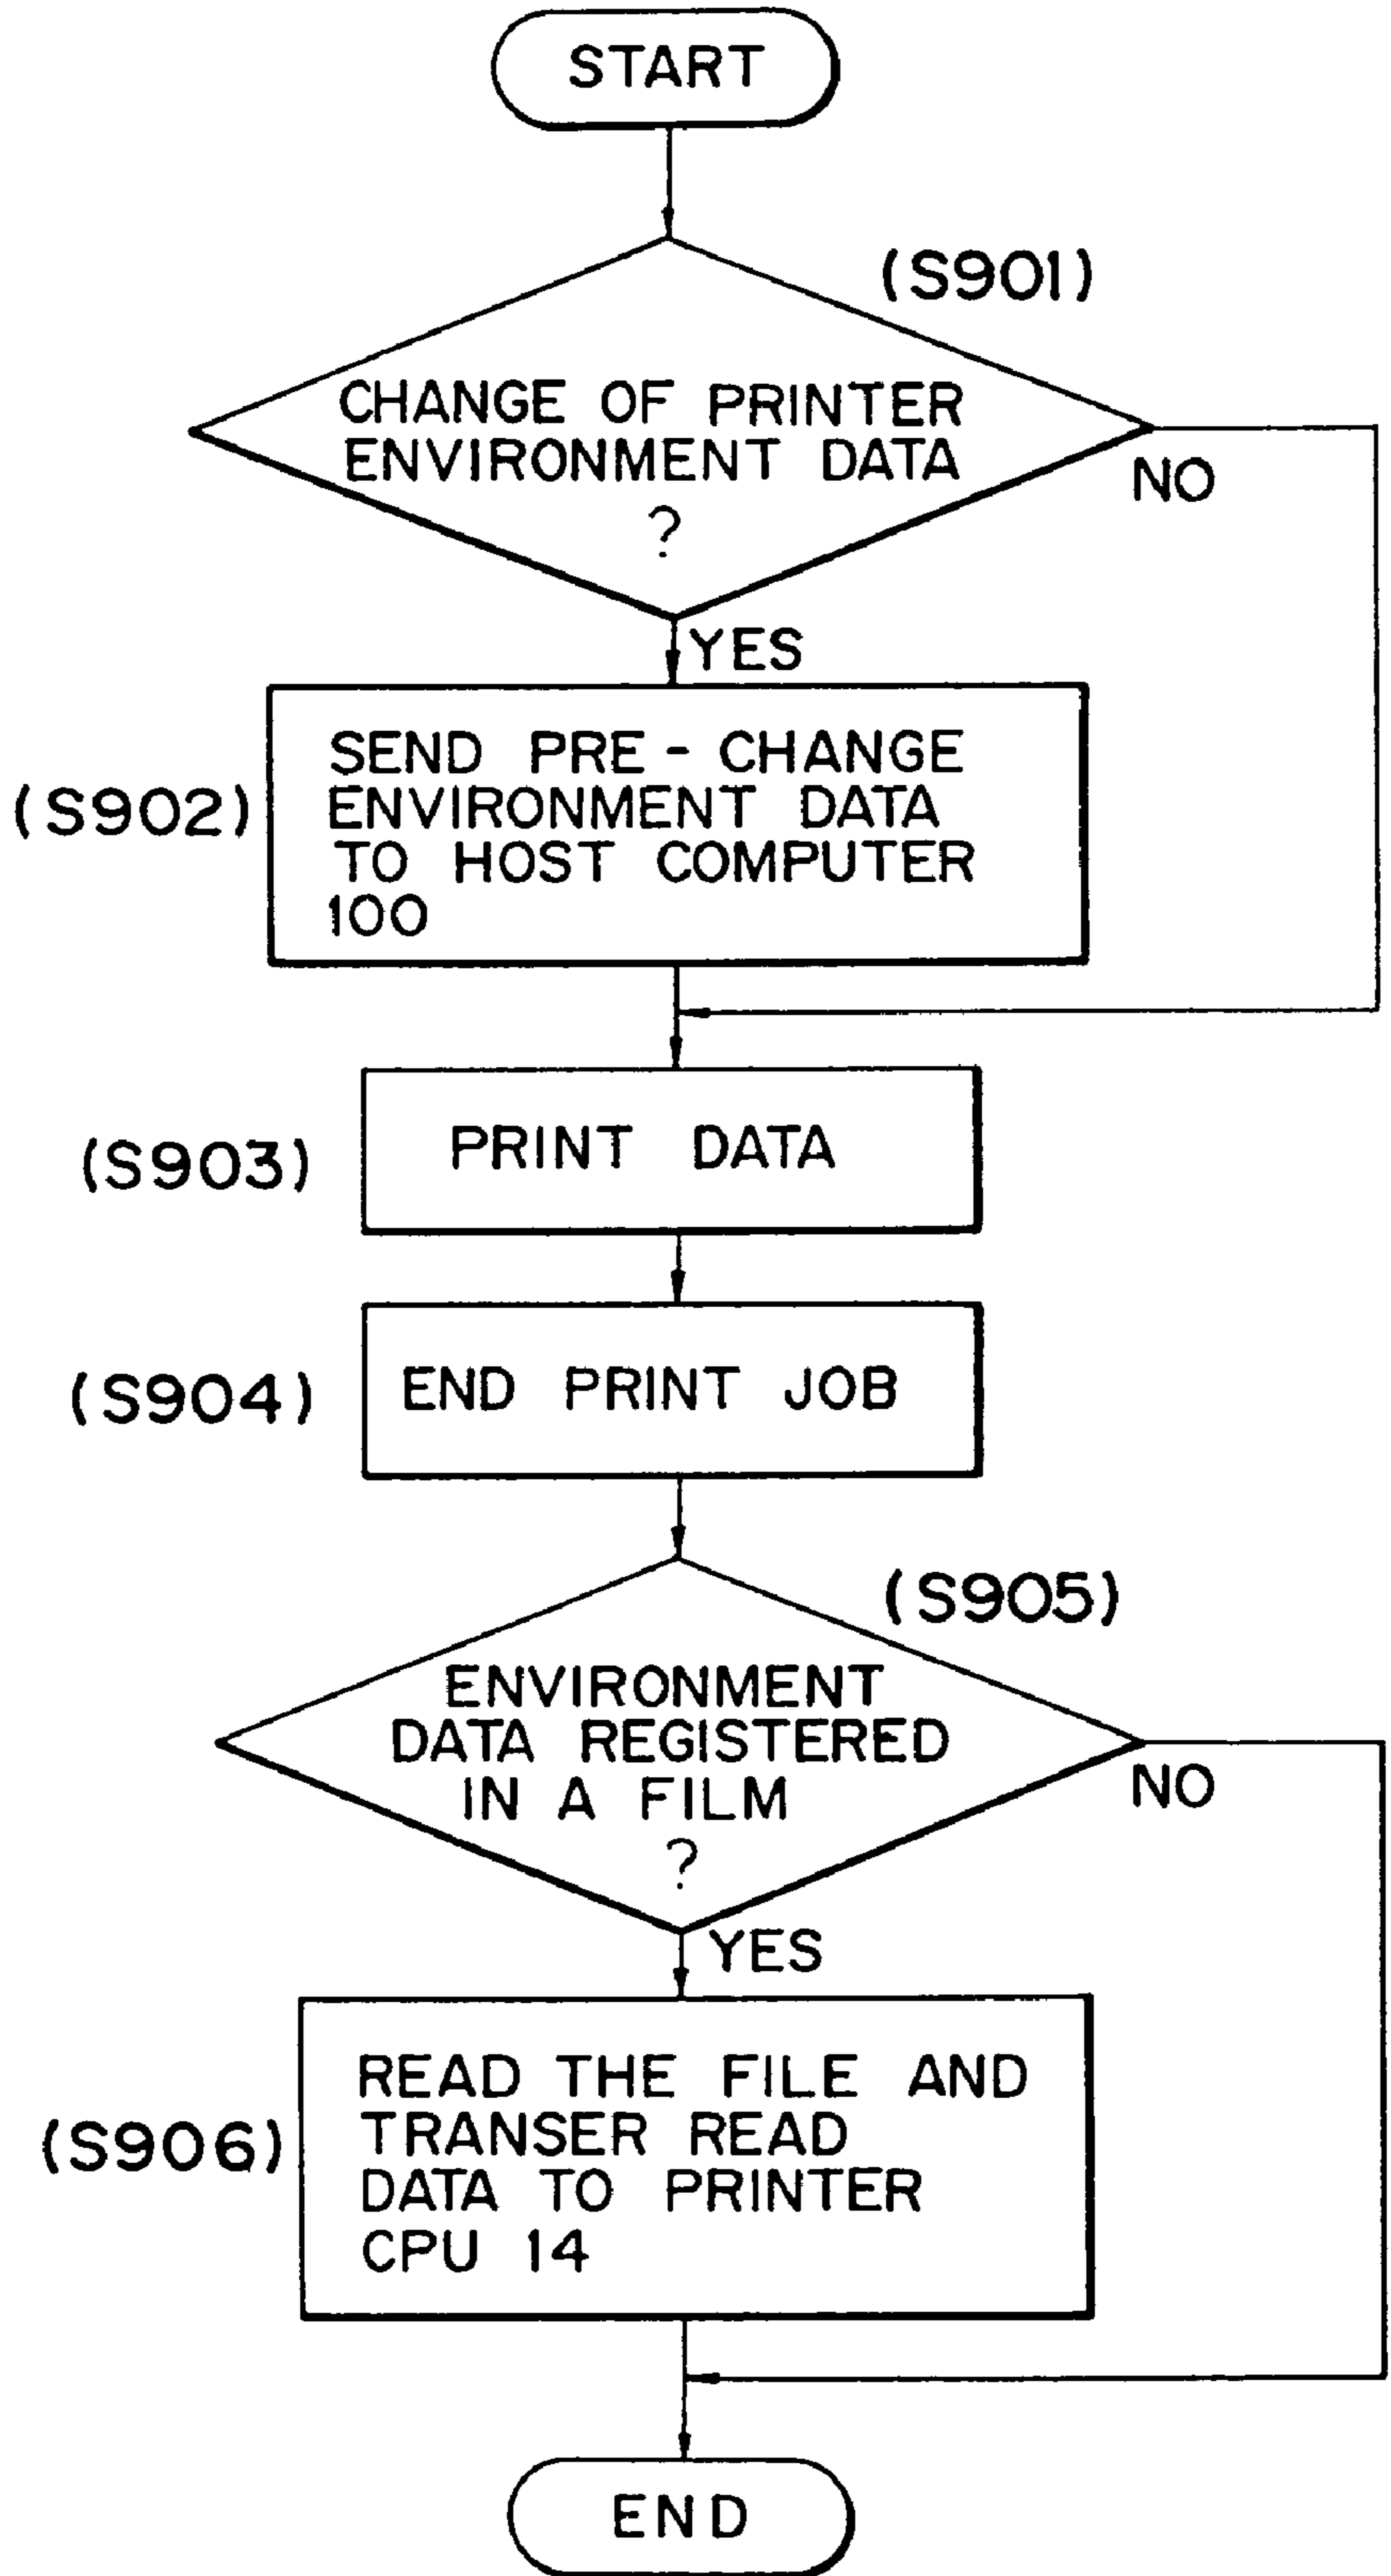 START
(S901)
CHANGE OF PRINTER
ENVIRONMENT DATA
?
NO
YES
(S902)
SEND PRE - CHANGE
ENVIRONMENT DATA
TO HOST COMPUTER
100
(S903)
PRINT DATA
(S904)
END PRINT JOB
(S905)
ENVIRONMENT
DATA REGISTERED
IN A FILM
?
NO
YES
(S906)
READ THE FILE AND
TRANSER READ
DATA TO PRINTER
CPU 14
END